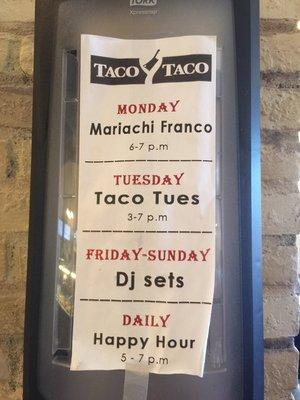 TORK
Xpressnap
TACO Y TACO
MONDAY
Mariachi Franco
6-7 p.m
TUESDAY
Taco Tues
3-7 p.m
FRIDAY-SUNDAY
Dj sets
DAILY
Happy Hour
5 - 7 p.m